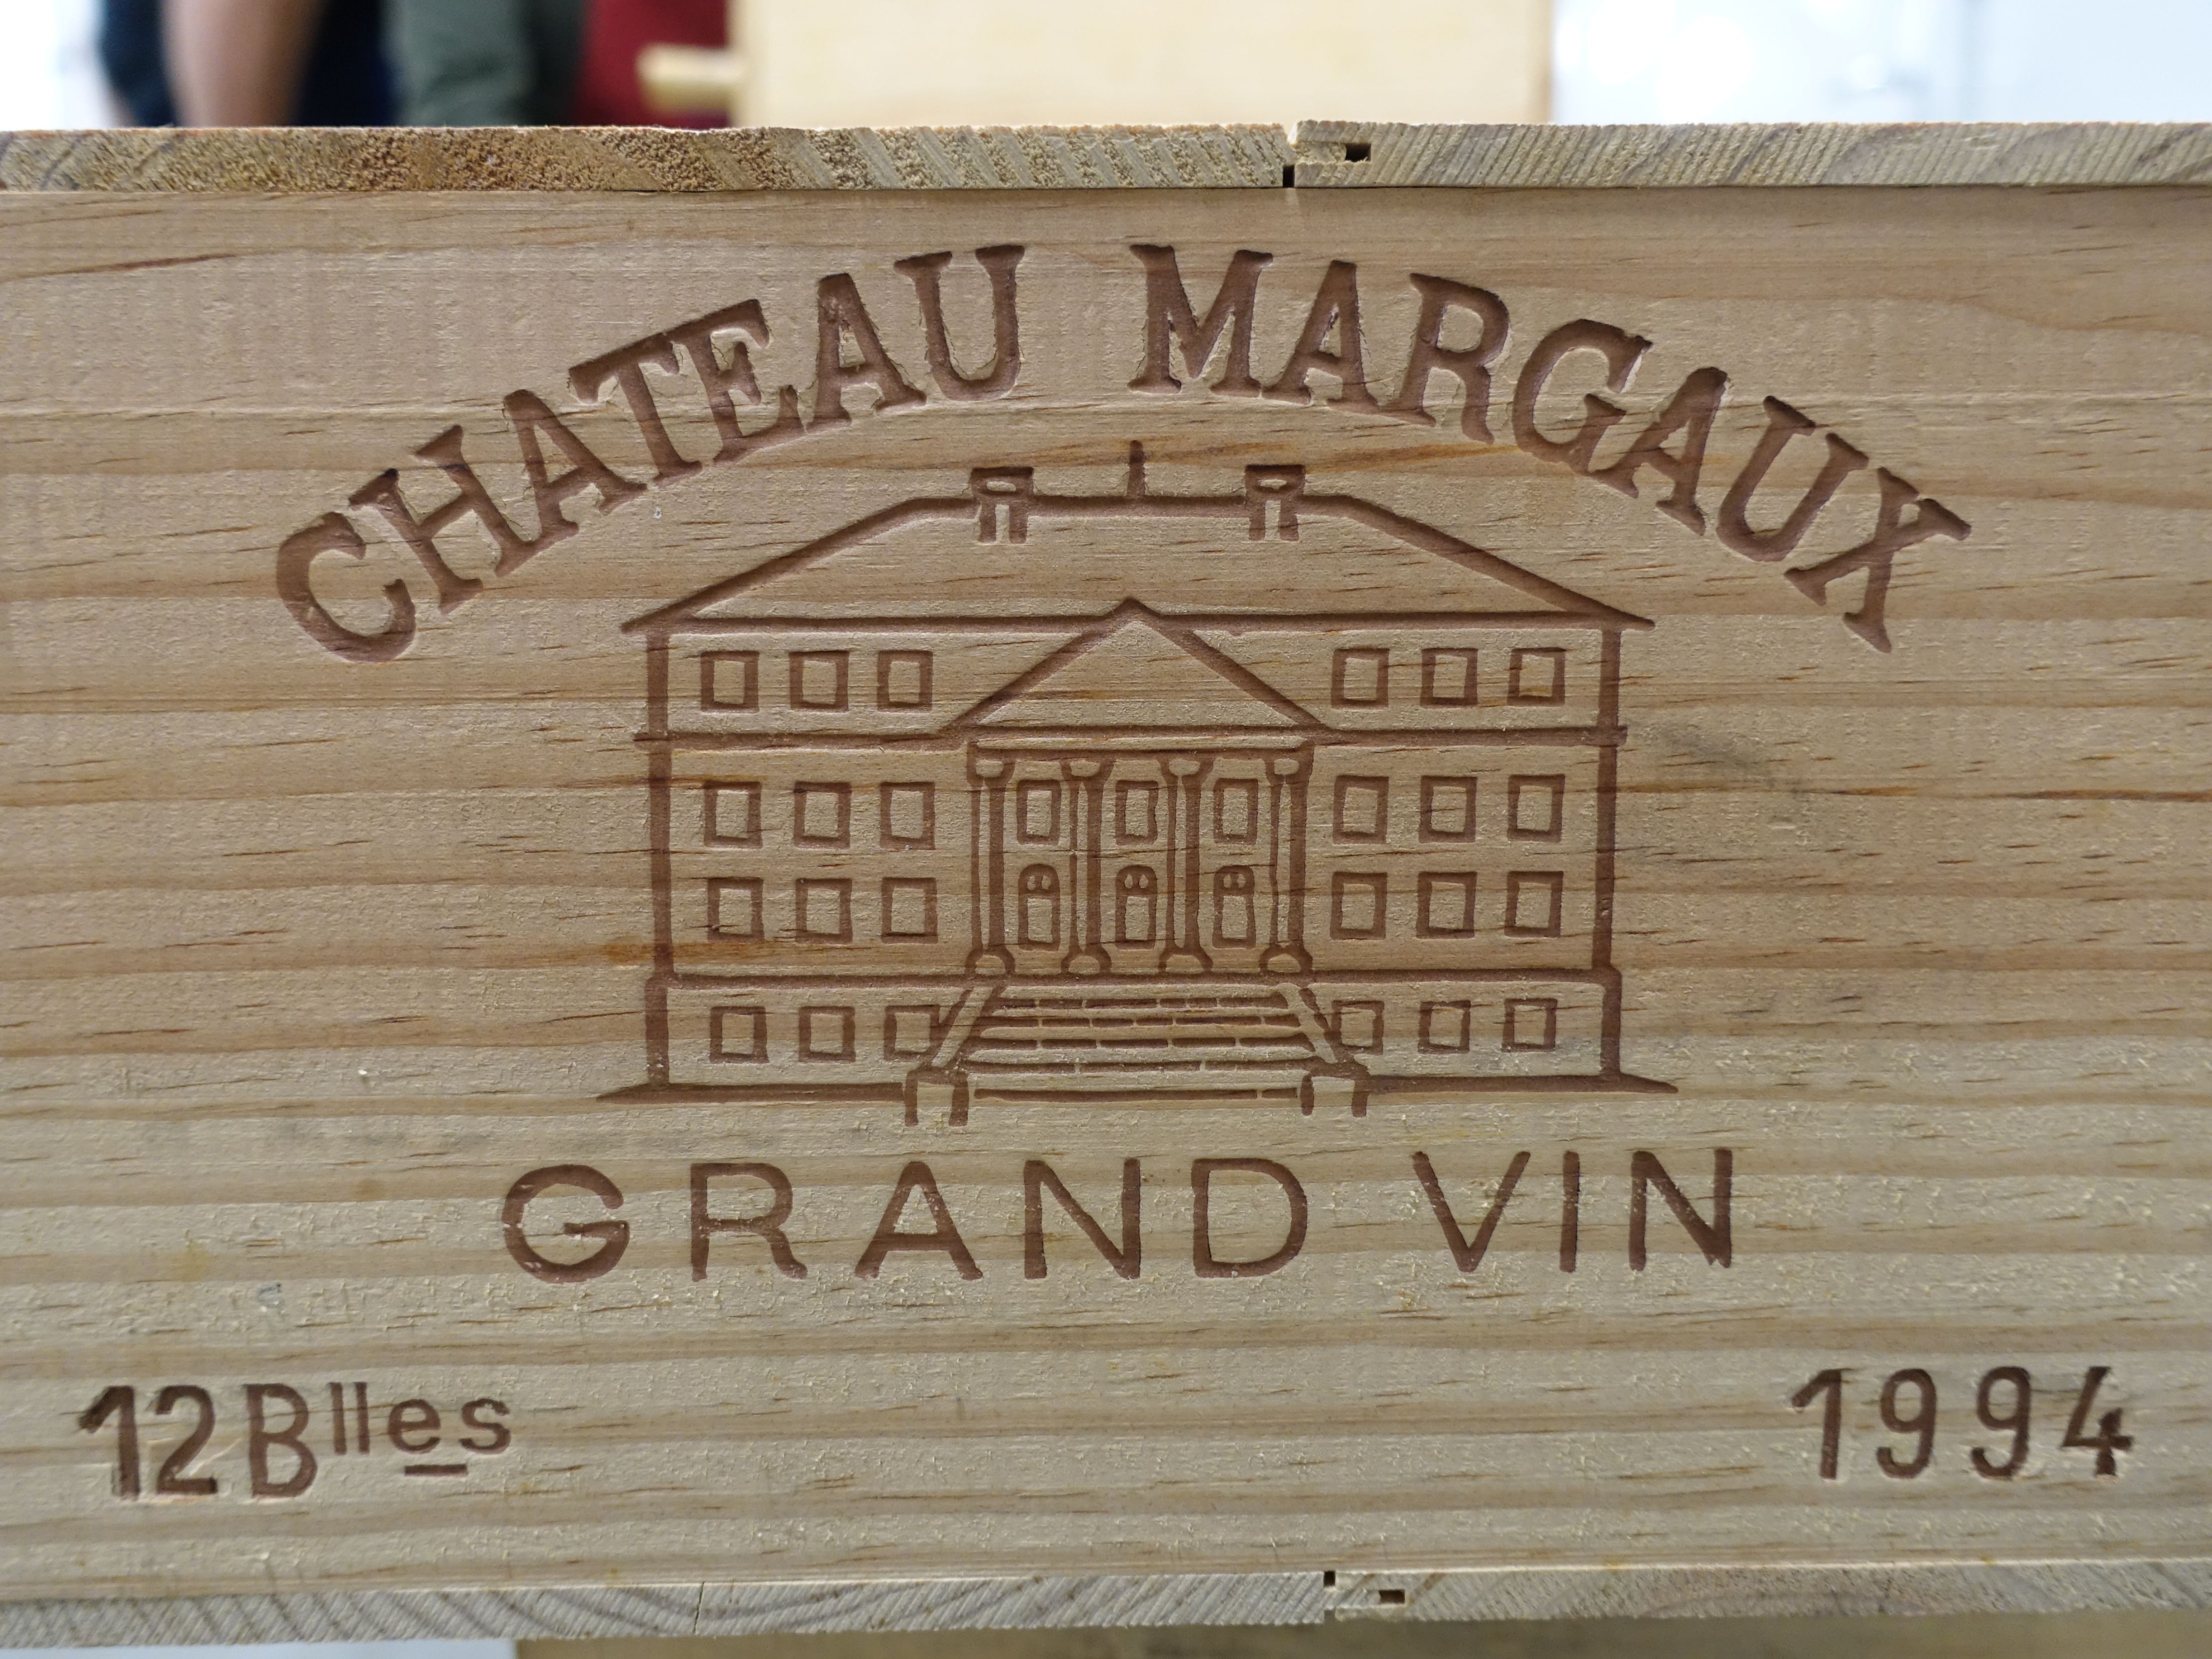 CHATEAU MARGAUX
GRAND VIN
12 Blles
1994